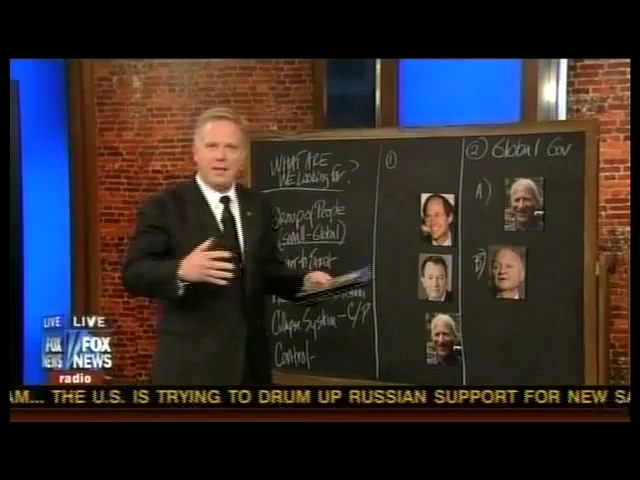 WHAT ARE
WE Looking for?
Group of People
(small-Global)
Collapse System - C/P
Control-
①
② Global Gov
A)
B)
LIVE LIVE
FOX
NEWS
FOX
NEWS
radio
AM... THE U.S. IS TRYING TO DRUM UP RUSSIAN SUPPORT FOR NEW SA